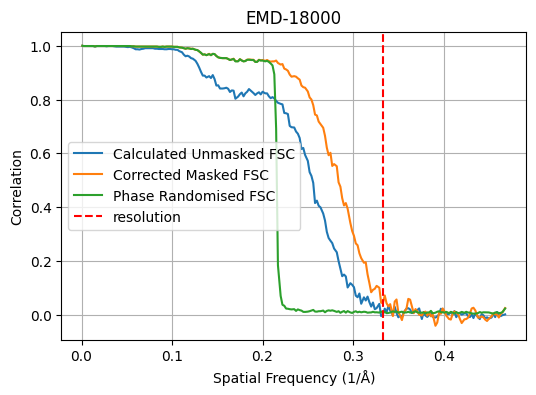 EMD-18000
Correlation
1.0
0.8
0.6
0.4
0.2
0.0
Calculated Unmasked FSC
Corrected Masked FSC
Phase Randomised FSC
resolution
0.0 0.1 0.2 0.3 0.4
Spatial Frequency (1/Å)